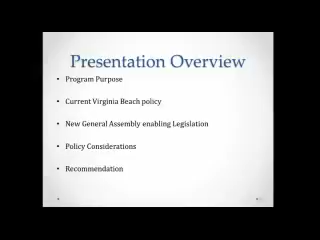 Presentation Overview
• Program Purpose
• Current Virginia Beach policy
• New General Assembly enabling Legislation
• Policy Considerations
• Recommendation